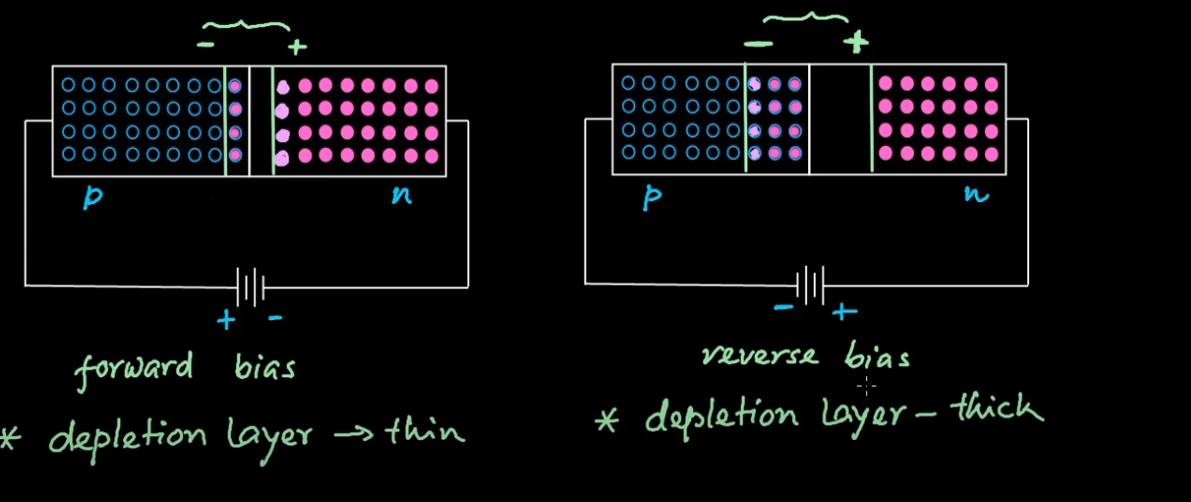 - +
- +
p n
p n
+ -
- +
forward bias
reverse bias
* depletion layer → thin
* depletion layer - thick